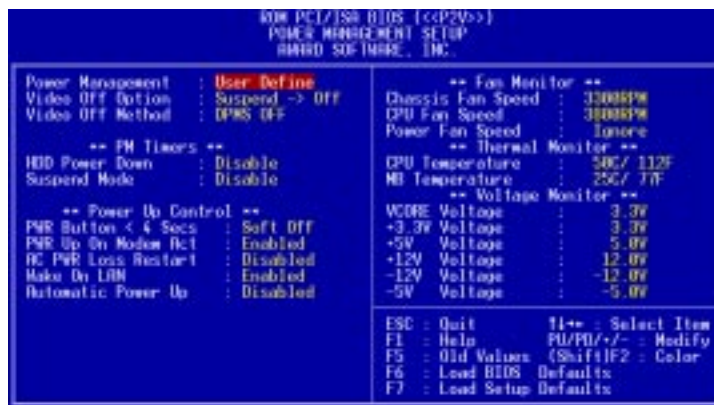 ROM PCI/ISA BIOS (<<P2V>>)
POWER MANAGEMENT SETUP
AWARD SOFTWARE, INC.
Power Management : User Define
Video Off Option : Suspend -> Off
Video Off Method : DPMS OFF
** PM Timers **
HDD Power Down : Disable
Suspend Mode : Disable
** Power Up Control **
PWR Button < 4 Secs : Soft Off
PWR Up On Modem Act : Enabled
AC PWR Loss Restart : Disabled
Wake On LAN : Enabled
Automatic Power Up : Disabled
** Fan Monitor **
Chassis Fan Speed : 3300RPM
CPU Fan Speed : 3800RPM
Power Fan Speed : Ignore
** Thermal Monitor **
CPU Temperature : 50C/ 112F
MB Temperature : 25C/ 77F
** Voltage Monitor **
VCORE Voltage : 3.3V
+3.3V Voltage : 3.3V
+5V Voltage : 5.0V
+12V Voltage : 12.0V
-12V Voltage : -12.0V
-5V Voltage : -5.0V
ESC : Quit ↑↓→← : Select Item
F1 : Help PU/PD/+/- : Modify
F5 : Old Values (Shift)F2 : Color
F6 : Load BIOS Defaults
F7 : Load Setup Defaults